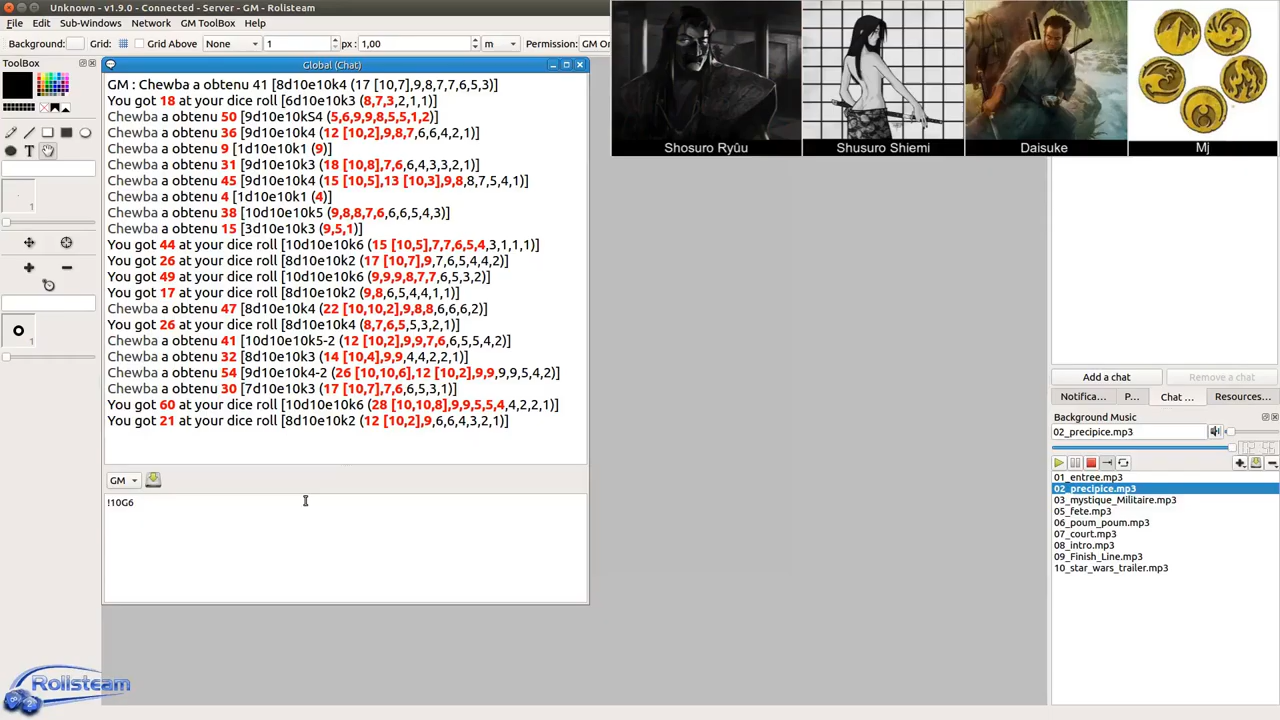 Unknown - v1.9.0 - Connected - Server - GM - Rollsteam
File Edit Sub-Windows Network GM ToolBox Help
Background: Grid: Grid Above None 1 px : 1,00 m Permission: GM On
ToolBox
Global (Chat)
GM : Chewba a obtenu 41 [8d10e10k4 (17 [10,7],9,8,7,7,6,5,3)]
You got 18 at your dice roll [6d10e10k3 (8,7,3,2,1,1)]
Chewba a obtenu 50 [9d10e10kS4 (5,6,9,9,8,5,5,1,2)]
Chewba a obtenu 36 [9d10e10k4 (12 [10,2],9,8,7,6,6,4,2,1)]
Chewba a obtenu 9 [1d10e10k1 (9)]
Chewba a obtenu 31 [9d10e10k3 (18 [10,8],7,6,6,4,3,3,2,1)]
Chewba a obtenu 45 [9d10e10k4 (15 [10,5],13 [10,3],9,8,8,7,5,4,1)]
Chewba a obtenu 4 [1d10e10k1 (4)]
Chewba a obtenu 38 [10d10e10k5 (9,8,8,7,6,6,6,5,4,3)]
Chewba a obtenu 15 [3d10e10k3 (9,5,1)]
You got 44 at your dice roll [10d10e10k6 (15 [10,5],7,7,6,5,4,3,1,1,1)]
You got 26 at your dice roll [8d10e10k2 (17 [10,7],9,7,6,5,4,4,2)]
You got 49 at your dice roll [10d10e10k6 (9,9,9,8,7,7,6,5,3,2)]
You got 17 at your dice roll [8d10e10k2 (9,8,6,5,4,4,1,1)]
Chewba a obtenu 47 [8d10e10k4 (22 [10,10,2],9,8,8,6,6,6,2)]
You got 26 at your dice roll [8d10e10k4 (8,7,6,5,5,3,2,1)]
Chewba a obtenu 41 [10d10e10k5-2 (12 [10,2],9,9,7,6,6,5,5,4,2)]
Chewba a obtenu 32 [8d10e10k3 (14 [10,4],9,9,4,4,2,2,1)]
Chewba a obtenu 54 [9d10e10k4-2 (26 [10,10,6],12 [10,2],9,9,9,9,5,4,2)]
Chewba a obtenu 30 [7d10e10k3 (17 [10,7],7,6,6,5,3,1)]
You got 60 at your dice roll [10d10e10k6 (28 [10,10,8],9,9,5,5,4,4,2,2,1)]
You got 21 at your dice roll [8d10e10k2 (12 [10,2],9,6,6,4,3,2,1)]
GM
!10G6
1
1
Rollsteam
Shosuro Ryûu
Shusuro Shiemi
Daisuke
Mj
Add a chat Remove a chat
Notifica... P... Chat ... Resources...
Background Music
02_precipice.mp3
01_entree.mp3
02_precipice.mp3
03_mystique_Militaire.mp3
05_fete.mp3
06_poum_poum.mp3
07_court.mp3
08_intro.mp3
09_Finish_Line.mp3
10_star_wars_trailer.mp3